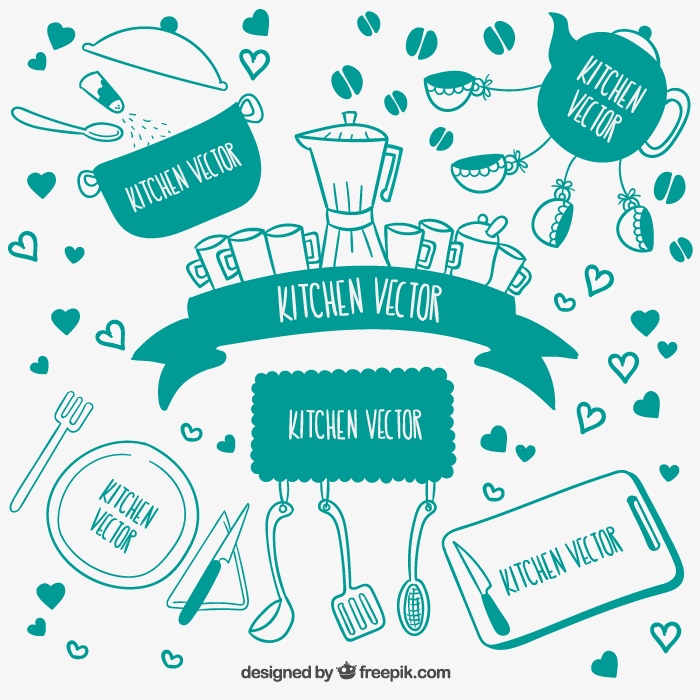 KITCHEN
VECTOR
KITCHEN VECTOR
KITCHEN VECTOR
KITCHEN VECTOR
KITCHEN
VECTOR
KITCHEN VECTOR
designed by freepik.com